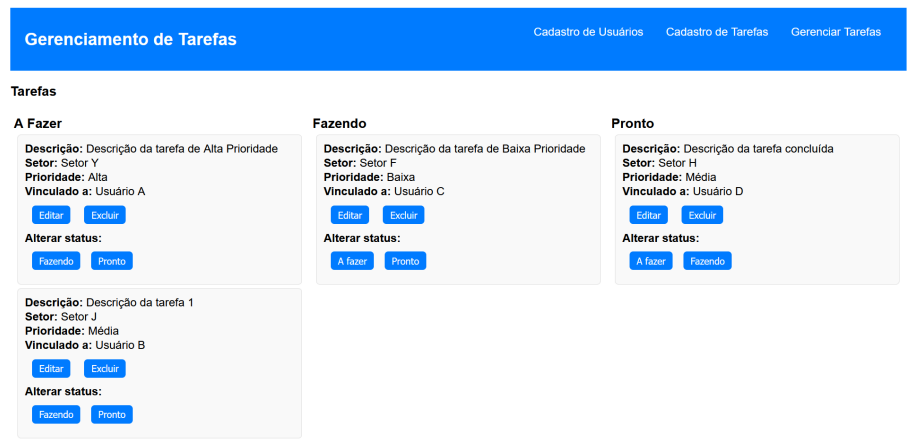 Gerenciamento de Tarefas
Cadastro de Usuários Cadastro de Tarefas Gerenciar Tarefas
Tarefas
A Fazer
Descrição: Descrição da tarefa de Alta Prioridade
Setor: Setor Y
Prioridade: Alta
Vinculado a: Usuário A
Editar Excluir
Alterar status:
Fazendo Pronto
Descrição: Descrição da tarefa 1
Setor: Setor J
Prioridade: Média
Vinculado a: Usuário B
Editar Excluir
Alterar status:
Fazendo Pronto
Fazendo
Descrição: Descrição da tarefa de Baixa Prioridade
Setor: Setor F
Prioridade: Baixa
Vinculado a: Usuário C
Editar Excluir
Alterar status:
A fazer Pronto
Pronto
Descrição: Descrição da tarefa concluída
Setor: Setor H
Prioridade: Média
Vinculado a: Usuário D
Editar Excluir
Alterar status:
A fazer Fazendo